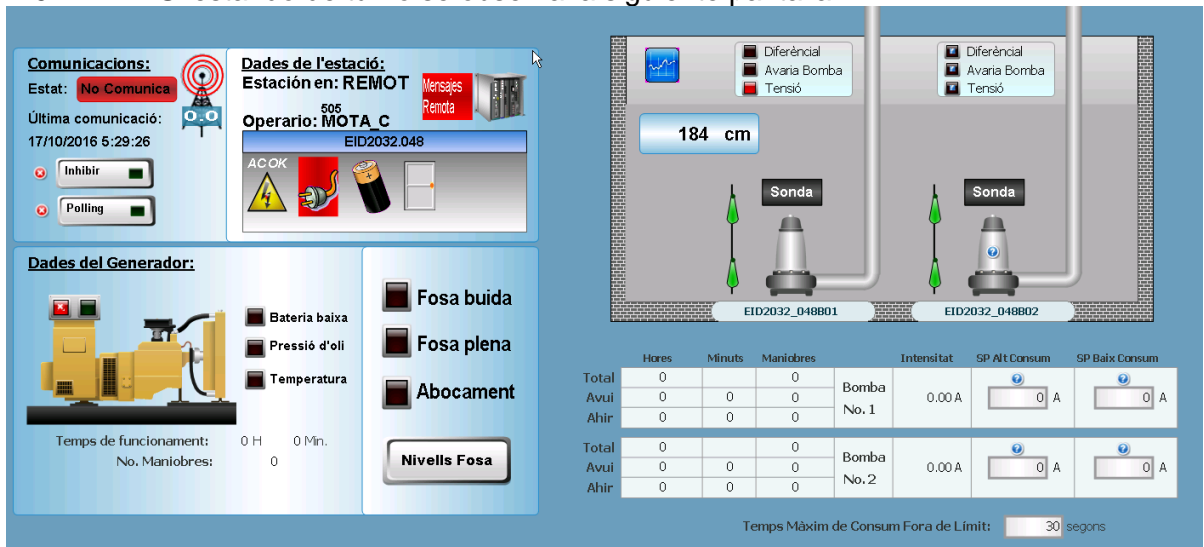 Comunicacions:
Estat: No Comunica
Última comunicació:
17/10/2016 5:29:26
Inhibir
Polling
Dades de l'estació:
Estación en: REMOT
505
Operario: MOTA_C
Mensajes
Remota
EID2032.048
ACOK
Dades del Generador:
Bateria baixa
Pressió d'oli
Temperatura
Temps de funcionament: 0 H 0 Min.
No. Maniobres: 0
Fosa buida
Fosa plena
Abocament
Nivells Fosa
Diferèncial
Avaria Bomba
Tensió
Diferèncial
Avaria Bomba
Tensió
184 cm
Sonda
Sonda
EID2032_048B01
EID2032_048B02
Hores Minuts Maniobres Intensitat SP Alt Consum SP Baix Consum
Total 0 0
Avui 0 0 0
Ahir 0 0 0
Bomba
No. 1
0.00 A 0 A 0 A
Total 0 0
Avui 0 0 0
Ahir 0 0 0
Bomba
No. 2
0.00 A 0 A 0 A
Temps Màxim de Consum Fora de Límit: 30 segons